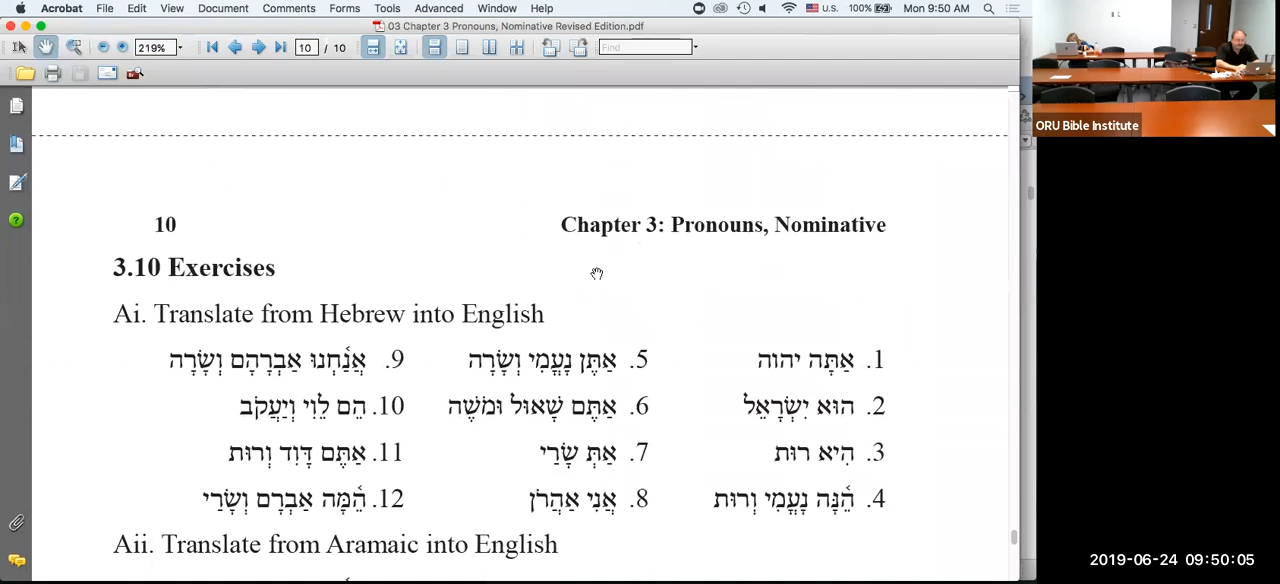 Acrobat File Edit View Document Comments Forms Tools Advanced Window Help U.S. 100% Mon 9:50 AM
03 Chapter 3 Pronouns, Nominative Revised Edition.pdf
219% 10 / 10 Find
ORU Bible Institute
10 Chapter 3: Pronouns, Nominative
3.10 Exercises
Ai. Translate from Hebrew into English
1. אַתָּה יהוה 5. אַתֶּן נָעֳמִי וְשָׂרָה 9. אֲנַ֫חְנוּ אַבְרָהָם וְשָׂרָה
2. הוּא יִשְׂרָאֵל 6. אַתֶּם שָׁאוּל וּמֹשֶׁה 10. הֵם לֵוִי וְיַעֲקֹב
3. הִיא רוּת 7. אַתְּ שָׂרַי 11. אַתֶּם דָּוִד וְרוּת
4. הֵ֫נָּה נָעֳמִי וְרוּת 8. אֲנִי אַהֲרֹן 12. הֵ֫מָּה אַבְרָם וְשָׂרַי
Aii. Translate from Aramaic into English
2019-06-24 09:50:05